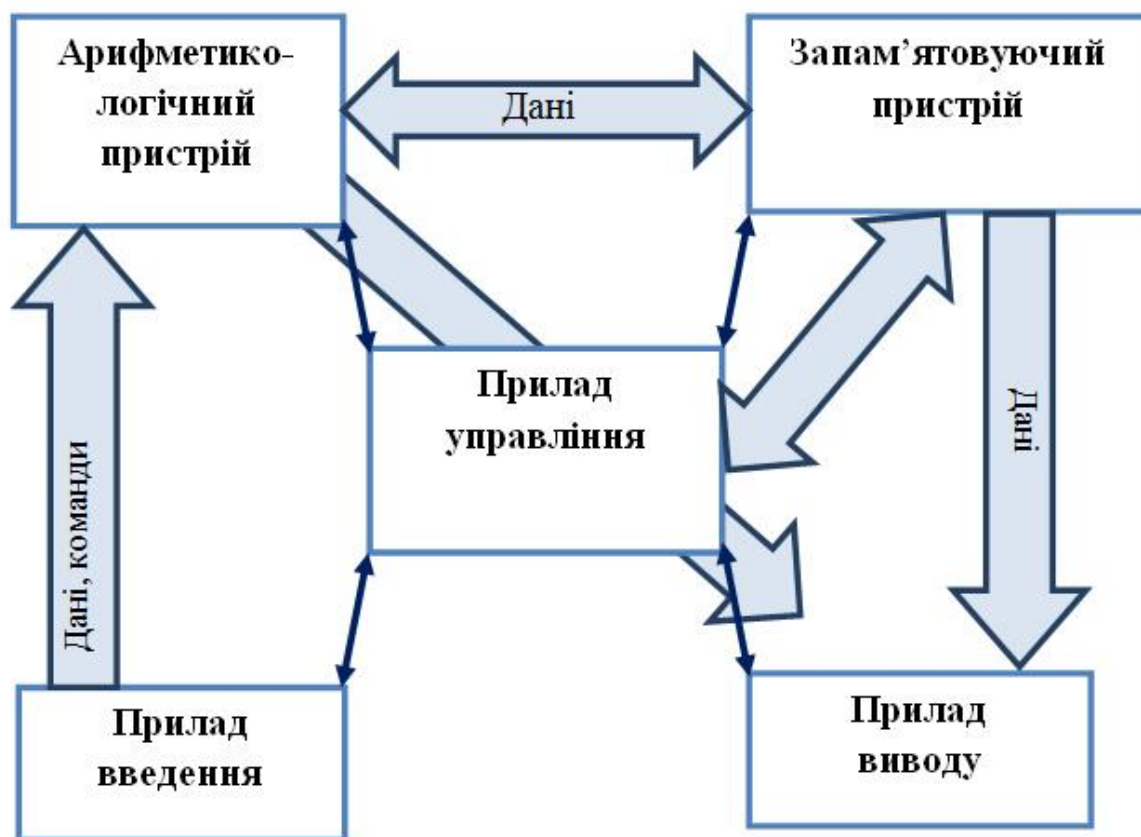 Арифметико-
логічний
пристрій
Дані
Запам’ятовуючий
пристрій
Прилад
управління
Дані, команди
Дані
Прилад
введення
Прилад
виводу